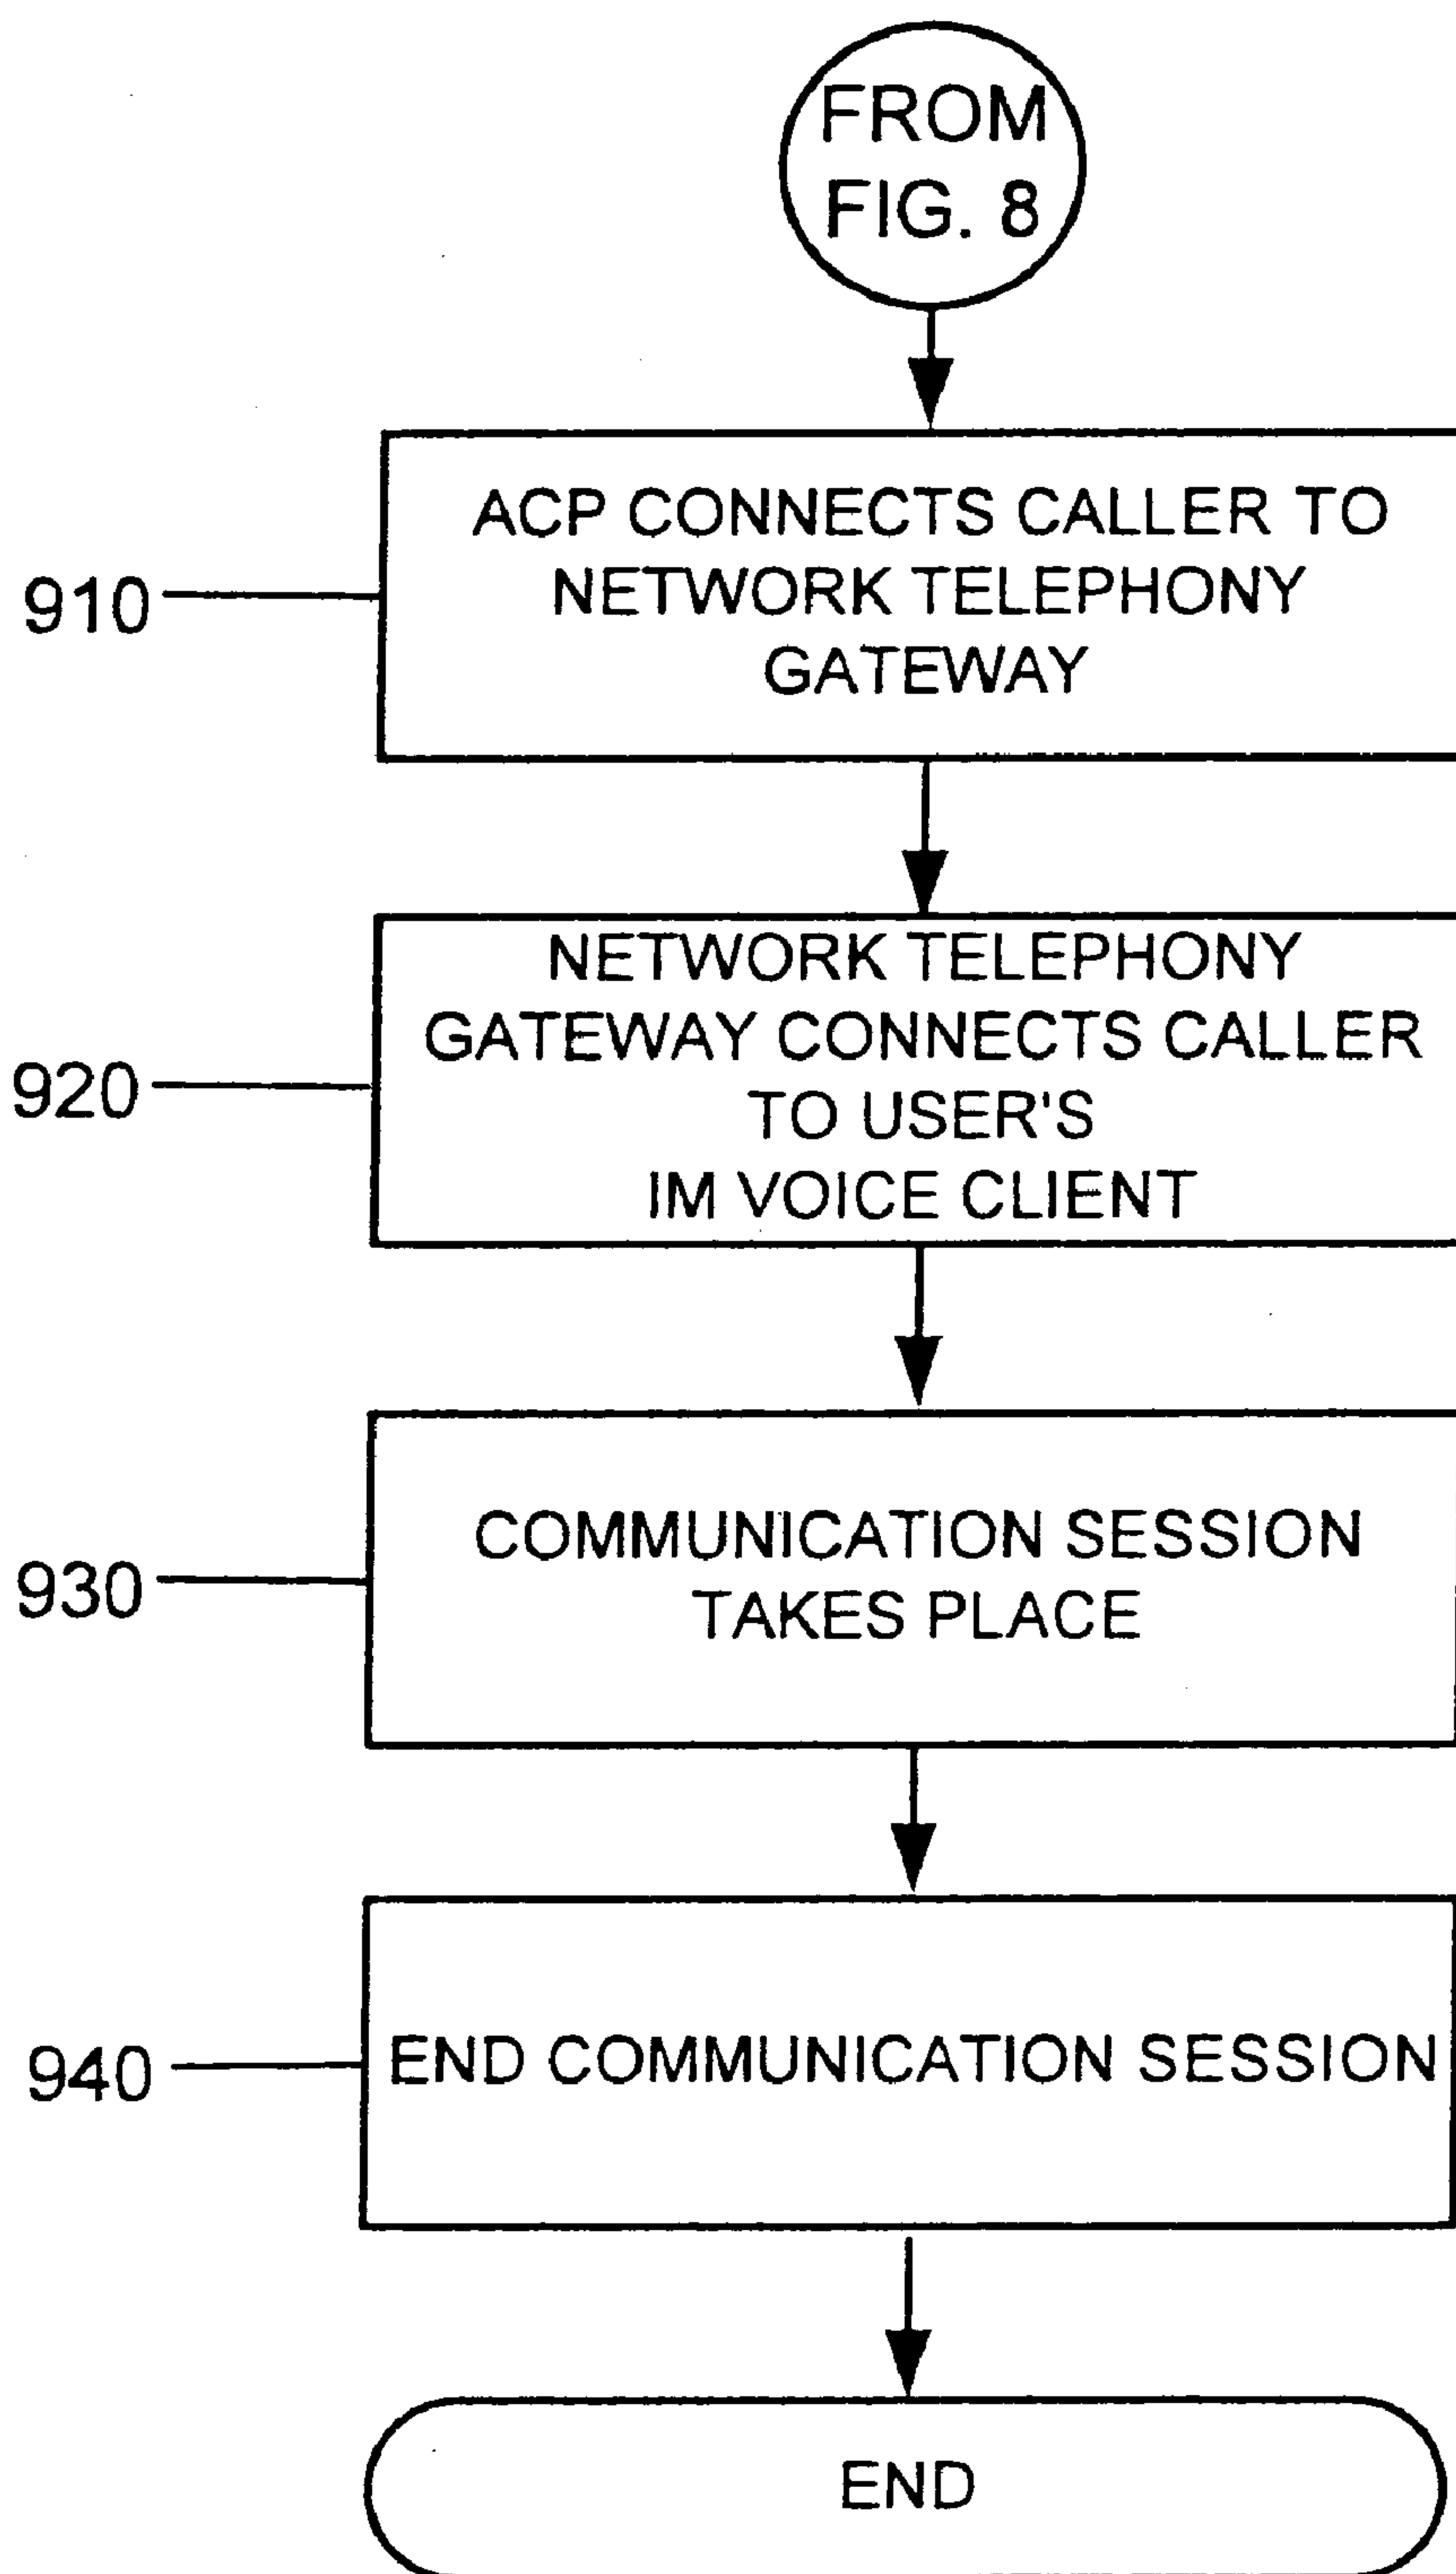 FROM
FIG. 8
910
ACP CONNECTS CALLER TO
NETWORK TELEPHONY
GATEWAY
920
NETWORK TELEPHONY
GATEWAY CONNECTS CALLER
TO USER'S
IM VOICE CLIENT
930
COMMUNICATION SESSION
TAKES PLACE
940
END COMMUNICATION SESSION
END